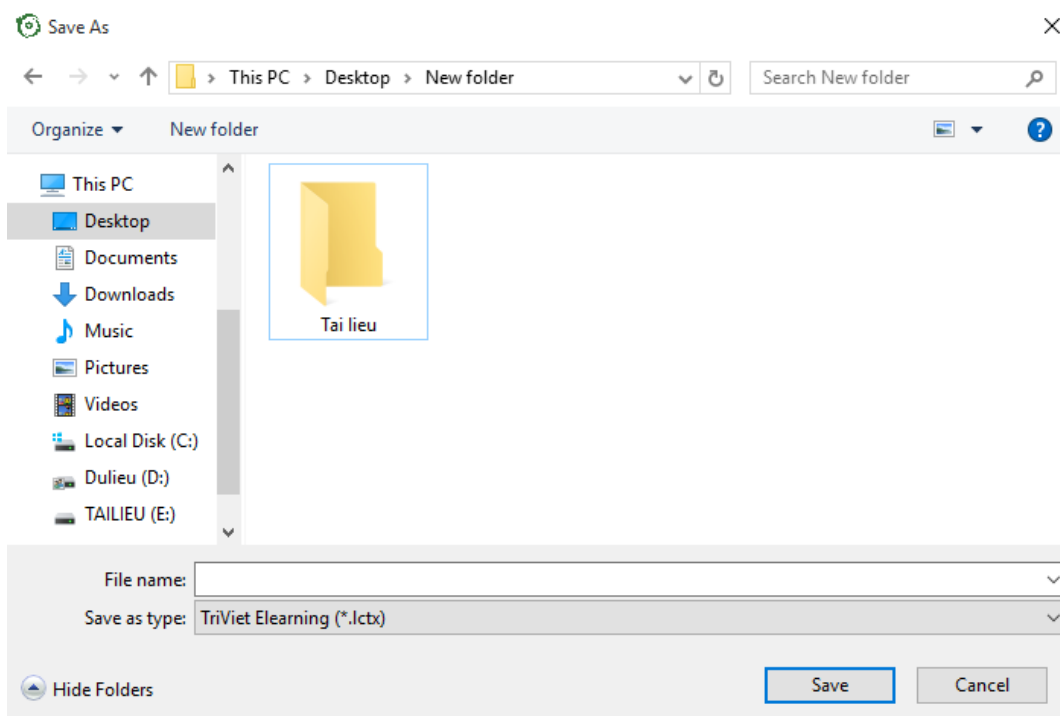 Save As
This PC > Desktop > New folder
Search New folder
Organize
New folder
This PC
Desktop
Documents
Downloads
Music
Pictures
Videos
Local Disk (C:)
Dulieu (D:)
TAILIEU (E:)
Tai lieu
File name:
Save as type: TriViet Elearning (*.lctx)
Hide Folders
Save
Cancel